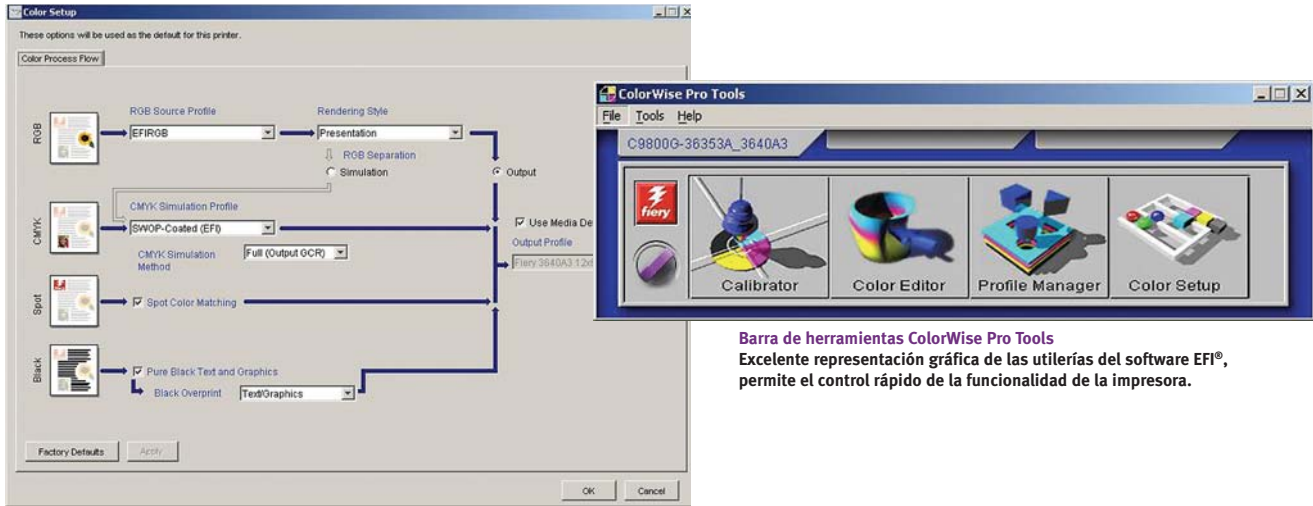 Color Setup
These options will be used as the default for this printer.
Color Process Flow
RGB
RGB Source Profile
EFIRGB
Rendering Style
Presentation
RGB Separation
Simulation
Output
CMYK
CMYK Simulation Profile
SWOP-Coated (EFI)
CMYK Simulation
Method
Full (Output GCR)
Use Media De
Output Profile
Fiery 3640A3
Spot
Spot Color Matching
Black
Pure Black Text and Graphics
Black Overprint
Text/Graphics
Factory Defaults
Apply
OK
Cancel
ColorWise Pro Tools
File Tools Help
C9800G-36353A_3640A3
fiery
Calibrator
Color Editor
Profile Manager
Color Setup
Barra de herramientas ColorWise Pro Tools
Excelente representación gráfica de las utilerías del software EFI®,
permite el control rápido de la funcionalidad de la impresora.